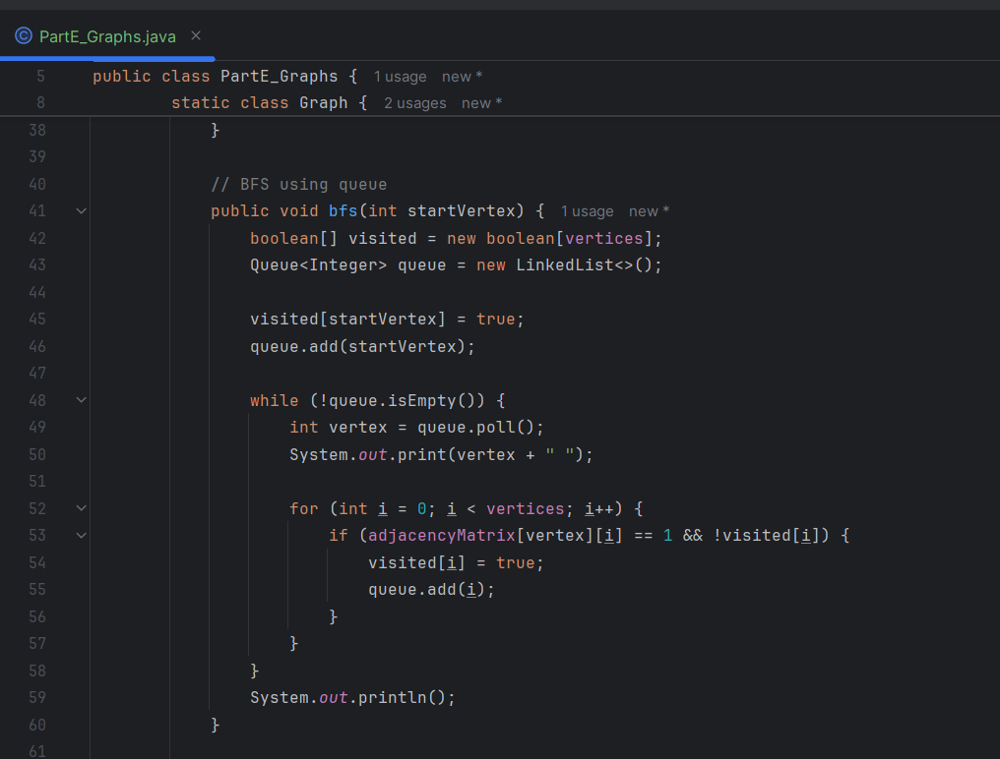 PartE_Graphs.java
5 public class PartE_Graphs { 1 usage new *
8 static class Graph { 2 usages new *
38 }
39
40 // BFS using queue
41 public void bfs(int startVertex) { 1 usage new *
42 boolean[] visited = new boolean[vertices];
43 Queue<Integer> queue = new LinkedList<>();
44
45 visited[startVertex] = true;
46 queue.add(startVertex);
47
48 while (!queue.isEmpty()) {
49 int vertex = queue.poll();
50 System.out.print(vertex + " ");
51
52 for (int i = 0; i < vertices; i++) {
53 if (adjacencyMatrix[vertex][i] == 1 && !visited[i]) {
54 visited[i] = true;
55 queue.add(i);
56 }
57 }
58 }
59 System.out.println();
60 }
61